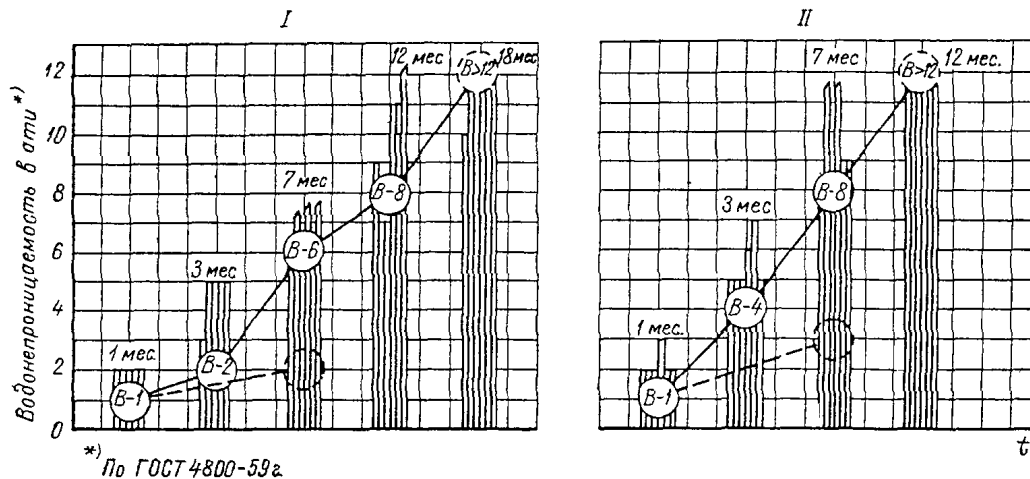 I
II
Водонепроницаемость в ати *)
12
10
8
6
4
2
0
1 мес.
3 мес
7 мес
12 мес
18 мес
В-1
В-2
В-6
В-8
В>12
1 мес.
3 мес
7 мес
12 мес.
В-1
В-4
В-8
В>12
t
*) По ГОСТ 4800-59г